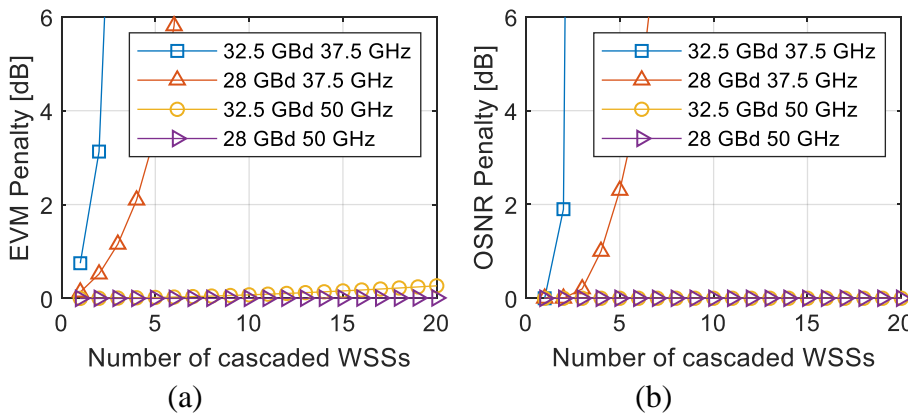 EVM Penalty [dB]
6
4
2
0
32.5 GBd 37.5 GHz
28 GBd 37.5 GHz
32.5 GBd 50 GHz
28 GBd 50 GHz
0 5 10 15 20
Number of cascaded WSSs
(a)
OSNR Penalty [dB]
6
4
2
0
32.5 GBd 37.5 GHz
28 GBd 37.5 GHz
32.5 GBd 50 GHz
28 GBd 50 GHz
0 5 10 15 20
Number of cascaded WSSs
(b)